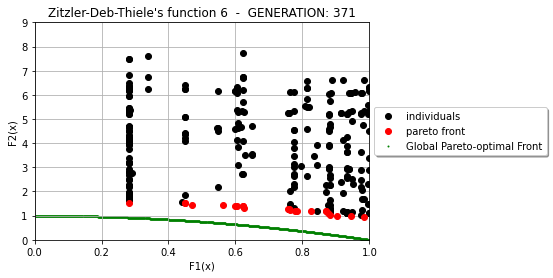 Zitzler-Deb-Thiele's function 6 - GENERATION: 371
9
8
7
6
5
4
3
2
1
0
F2(x)
0.0 0.2 0.4 0.6 0.8 1.0
F1(x)
individuals
pareto front
Global Pareto-optimal Front